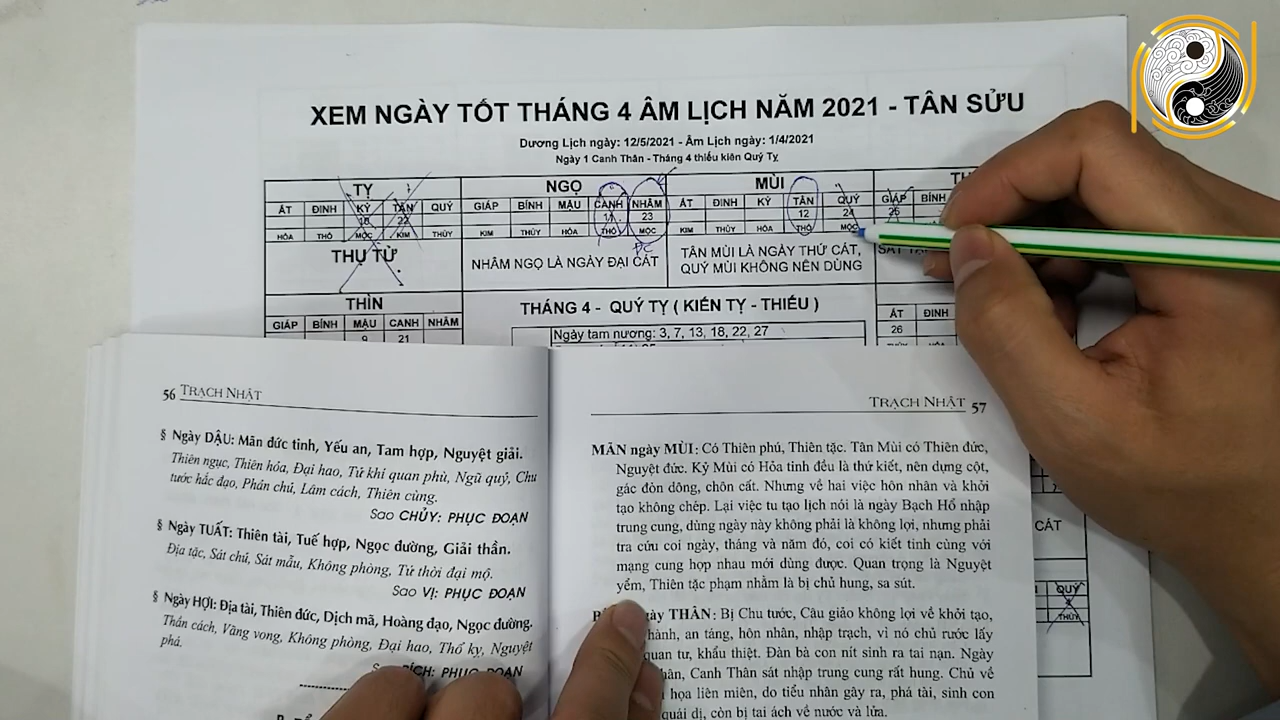 XEM NGÀY TỐT THÁNG 4 ÂM LỊCH NĂM 2021 - TÂN SỬU
Dương Lịch ngày: 12/5/2021 - Âm Lịch ngày: 1/4/2021
Ngày 1 Canh Thân - Tháng 4 thiếu kiên Quý Tỵ
TỴ NGỌ MÙI
ẤT ĐINH KỶ TÂN QUÝ GIÁP BÍNH MẬU CANH NHÂM ẤT ĐINH KỶ TÂN QUÝ GIÁP BÍNH
22 11 23 12 24 25
HỎA THỔ MỘC KIM THỦY KIM THỦY HỎA THỔ MỘC KIM THỦY HỎA THỔ MỘC
THỤ TỬ
NHÂM NGỌ LÀ NGÀY ĐẠI CÁT
TÂN MÙI LÀ NGÀY THỨ CÁT,
QUÝ MÙI KHÔNG NÊN DÙNG
THÌN
THÁNG 4 - QUÝ TỴ ( KIẾN TỴ - THIẾU )
GIÁP BÍNH MẬU CANH NHÂM
ẤT ĐINH
9 21
26
Ngày tam nương: 3, 7, 13, 18, 22, 27
CÁT
QUÝ
THỦY
56 TRẠCH NHẬT
§ Ngày DẬU: Mãn đức tinh, Yếu an, Tam hợp, Nguyệt giải.
Thiên ngục, Thiên hỏa, Đại hao, Tử khí quan phù, Ngũ quỷ, Chu
tước hắc đạo, Phản chủ, Lâm cách, Thiên cùng.
Sao CHỦY: PHỤC ĐOẠN
§ Ngày TUẤT: Thiên tài, Tuế hợp, Ngọc đường, Giải thần.
Địa tặc, Sát chủ, Sát mẫu, Không phòng, Tứ thời đại mộ.
Sao VỊ: PHỤC ĐOẠN
§ Ngày HỢI: Địa tài, Thiên đức, Dịch mã, Hoàng đạo, Ngọc đường.
Thần cách, Vãng vong, Không phòng, Đại hao, Thổ kỵ, Nguyệt
phá.
BÍCH: PHỤC ĐOẠN
TRẠCH NHẬT 57
MÃN ngày MÙI: Có Thiên phú, Thiên tặc. Tân Mùi có Thiên đức,
Nguyệt đức. Kỷ Mùi có Hỏa tinh đều là thứ kiết, nên dựng cột,
gác đòn dông, chôn cất. Nhưng về hai việc hôn nhân và khởi
tạo không chép. Lại việc tu tạo lịch nói là ngày Bạch Hổ nhập
trung cung, dùng ngày này không phải là không lợi, nhưng phải
tra cứu coi ngày, tháng và năm đó, coi có kiết tinh cùng với
mạng cung hợp nhau mới dùng được. Quan trọng là Nguyệt
yểm, Thiên tặc phạm nhằm là bị chủ hung, sa sút.
gày THÂN: Bị Chu tước, Câu giảo không lợi về khởi tạo,
hành, an táng, hôn nhân, nhập trạch, vì nó chủ rước lấy
quan tư, khẩu thiệt. Đàn bà con nít sinh ra tai nạn. Ngày
hân, Canh Thân sát nhập trung cung rất hung. Chủ về
họa liên miên, do tiểu nhân gây ra, phá tài, sinh con
quái dị, còn bị tai ách về nước và lửa.